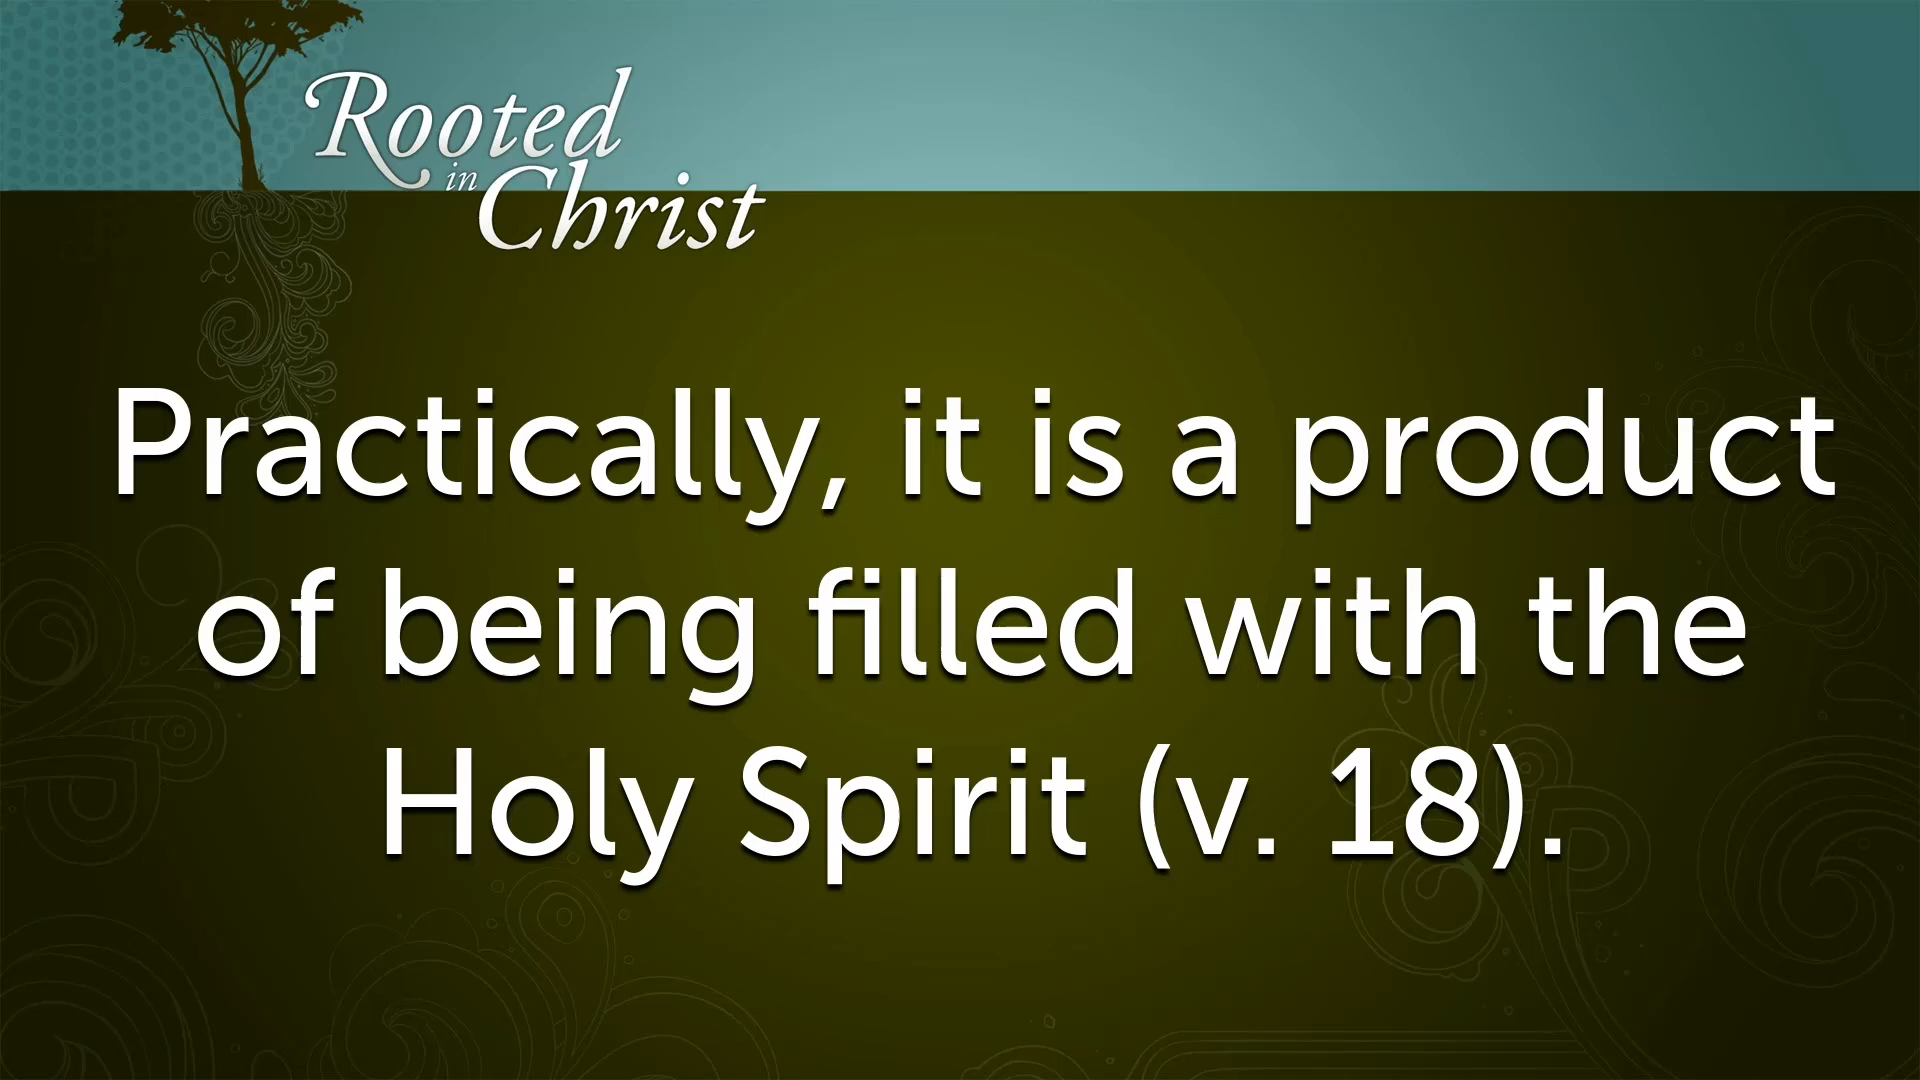 Rooted
in
Christ
Practically, it is a product
of being filled with the
Holy Spirit (v. 18).